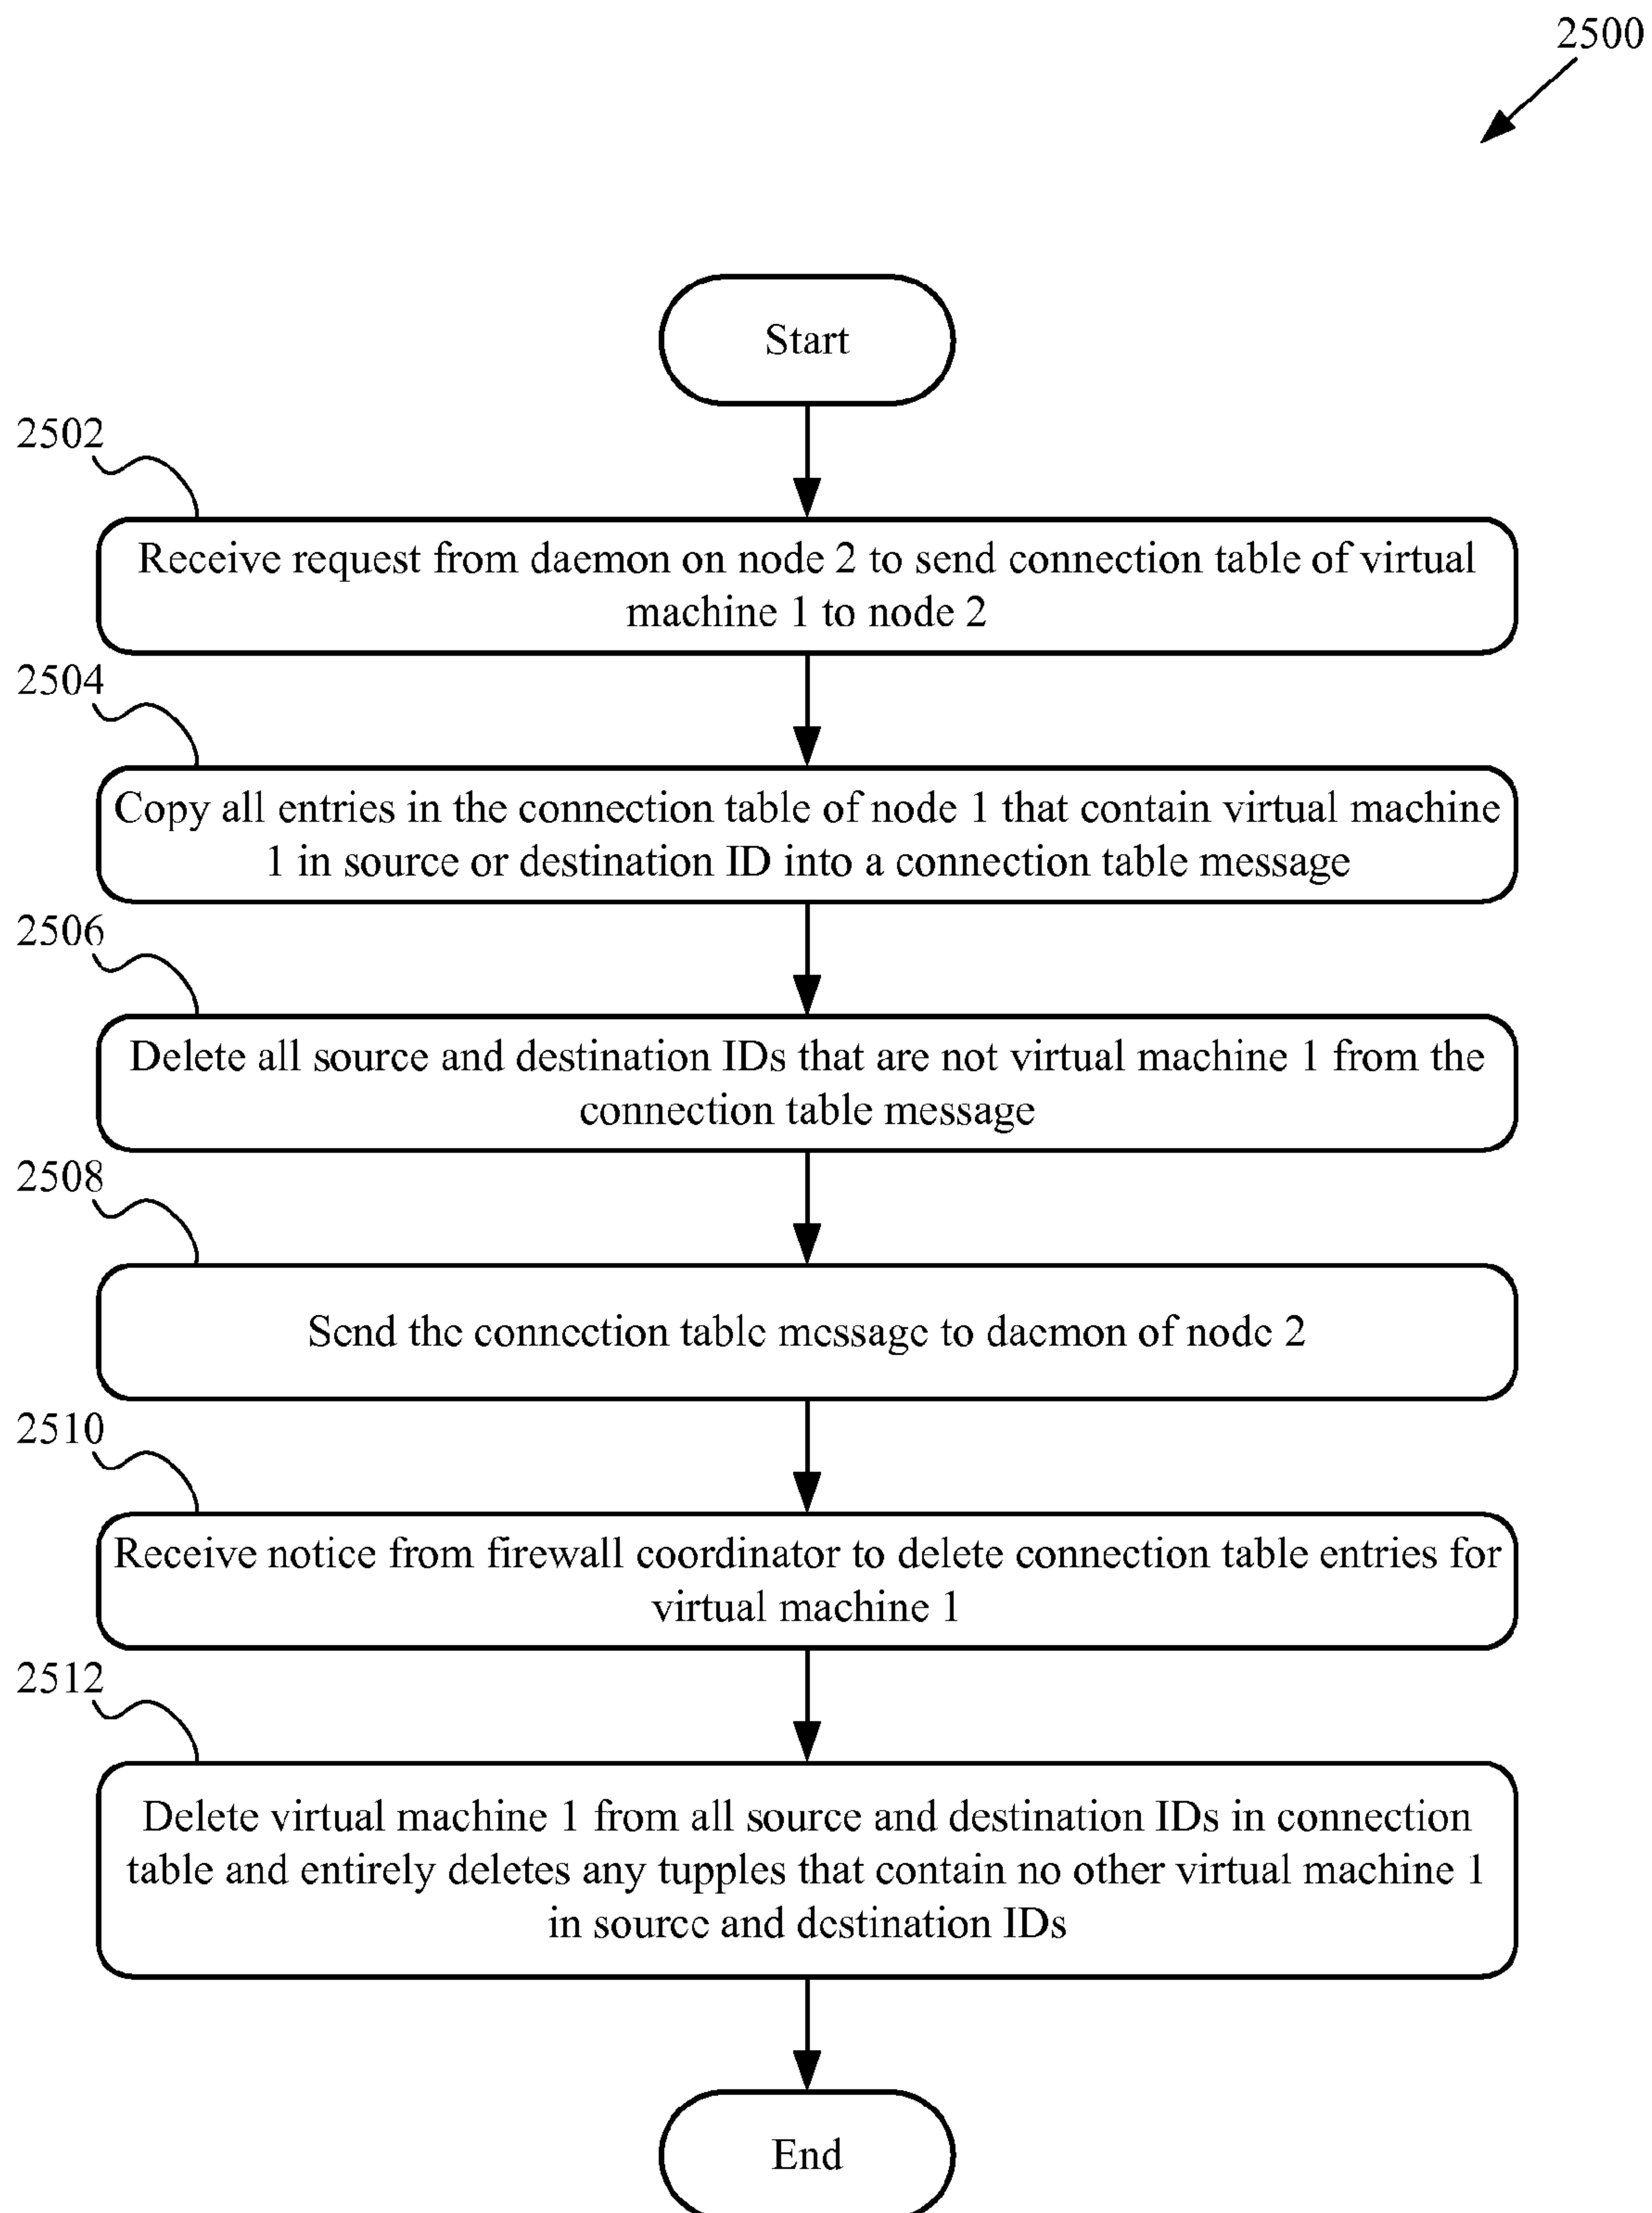 2500
Start
2502
Receive request from daemon on node 2 to send connection table of virtual
machine 1 to node 2
2504
Copy all entries in the connection table of node 1 that contain virtual machine
1 in source or destination ID into a connection table message
2506
Delete all source and destination IDs that are not virtual machine 1 from the
connection table message
2508
Send the connection table message to daemon of node 2
2510
Receive notice from firewall coordinator to delete connection table entries for
virtual machine 1
2512
Delete virtual machine 1 from all source and destination IDs in connection
table and entirely deletes any tupples that contain no other virtual machine 1
in source and destination IDs
End